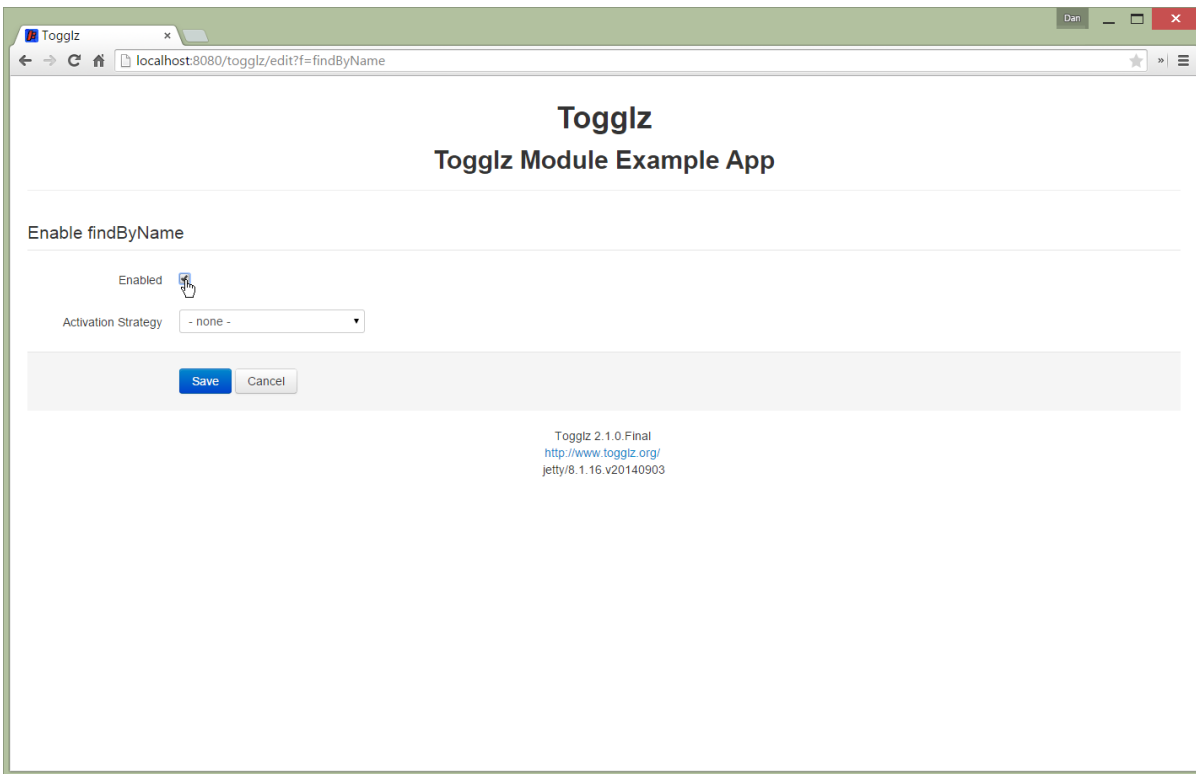 Dan
Togglz
localhost:8080/togglz/edit?f=findByName
Togglz
Togglz Module Example App
Enable findByName
Enabled
Activation Strategy
- none -
Save
Cancel
Togglz 2.1.0.Final
http://www.togglz.org/
jetty/8.1.16.v20140903